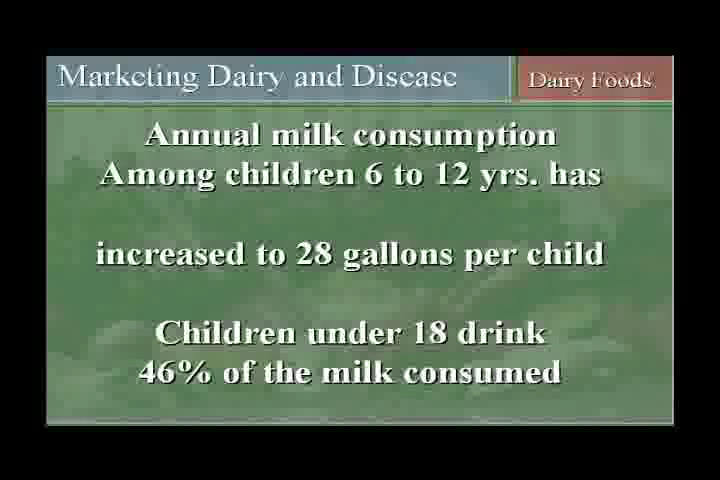 Marketing Dairy and Disease
Dairy Foods
Annual milk consumption
Among children 6 to 12 yrs. has
increased to 28 gallons per child
Children under 18 drink
46% of the milk consumed